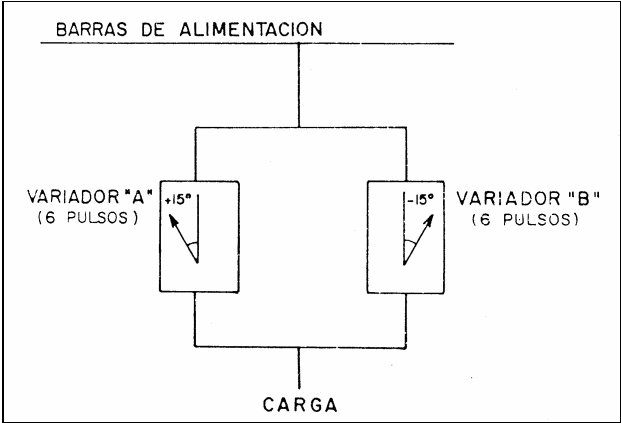 BARRAS DE ALIMENTACION
VARIADOR "A"
(6 PULSOS)
+15°
-15°
VARIADOR "B"
(6 PULSOS)
CARGA